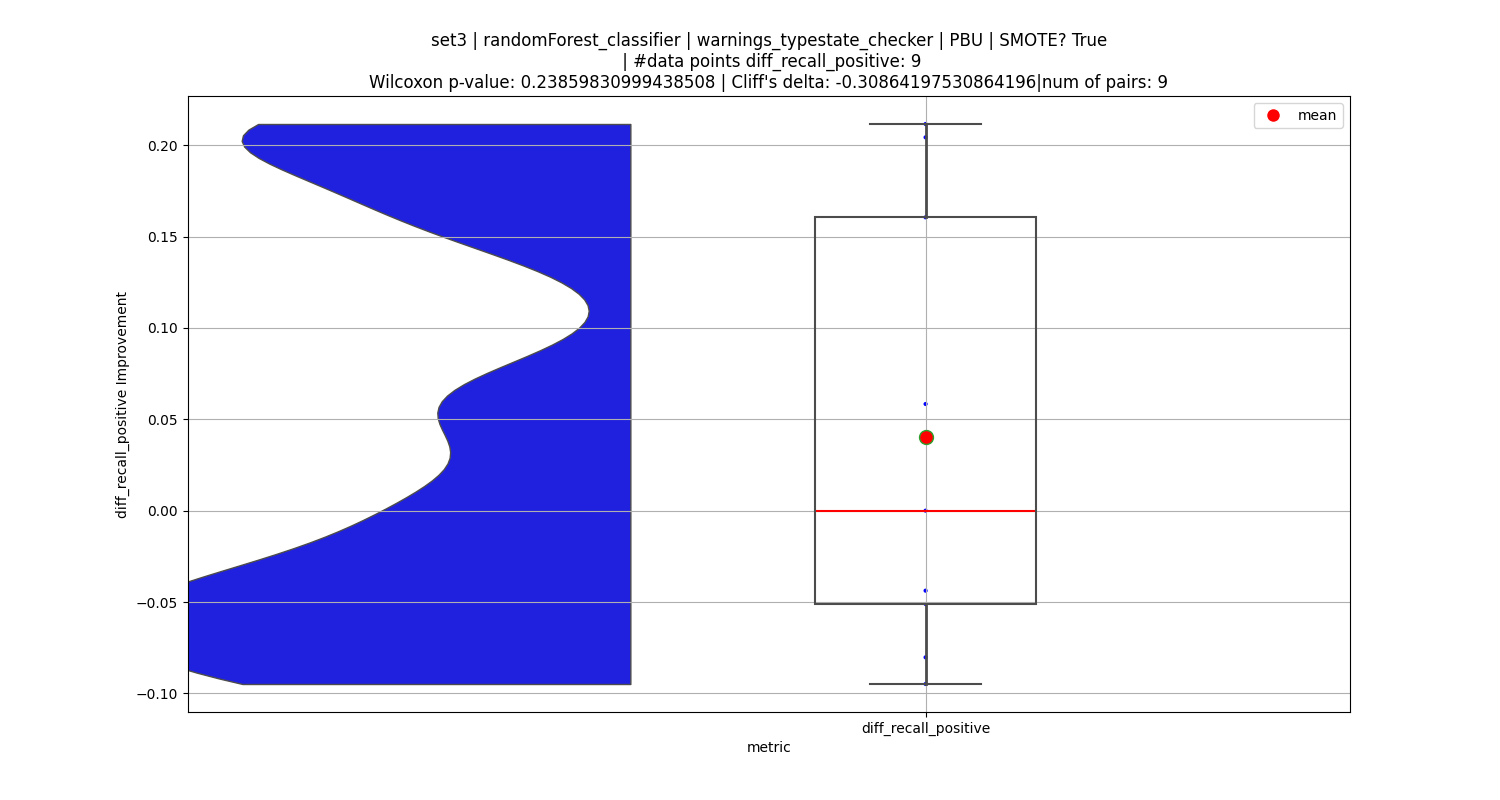 set3 | randomForest_classifier | warnings_typestate_checker | PBU | SMOTE? True
| #data points diff_recall_positive: 9
Wilcoxon p-value: 0.23859830999438508 | Cliff's delta: -0.30864197530864196|num of pairs: 9
mean
0.20
0.15
0.10
0.05
0.00
−0.05
−0.10
diff_recall_positive Improvement
diff_recall_positive
metric